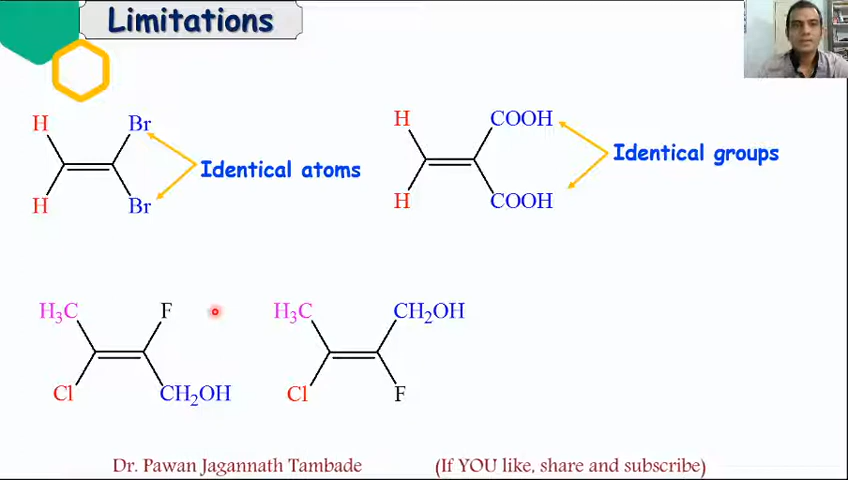 Limitations
H Br
Identical atoms
H Br
H COOH
Identical groups
H COOH
H₃C F
Cl CH₂OH
H₃C CH₂OH
Cl F
Dr. Pawan Jagannath Tambade (If YOU like, share and subscribe)